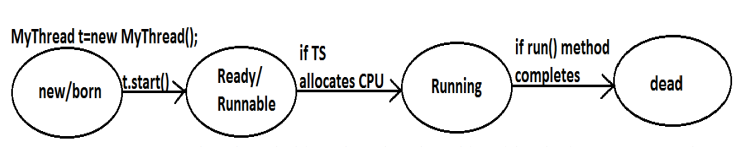 MyThread t=new MyThread();
new/born
t.start()
Ready/
Runnable
if TS
allocates CPU
Running
if run() method
completes
dead